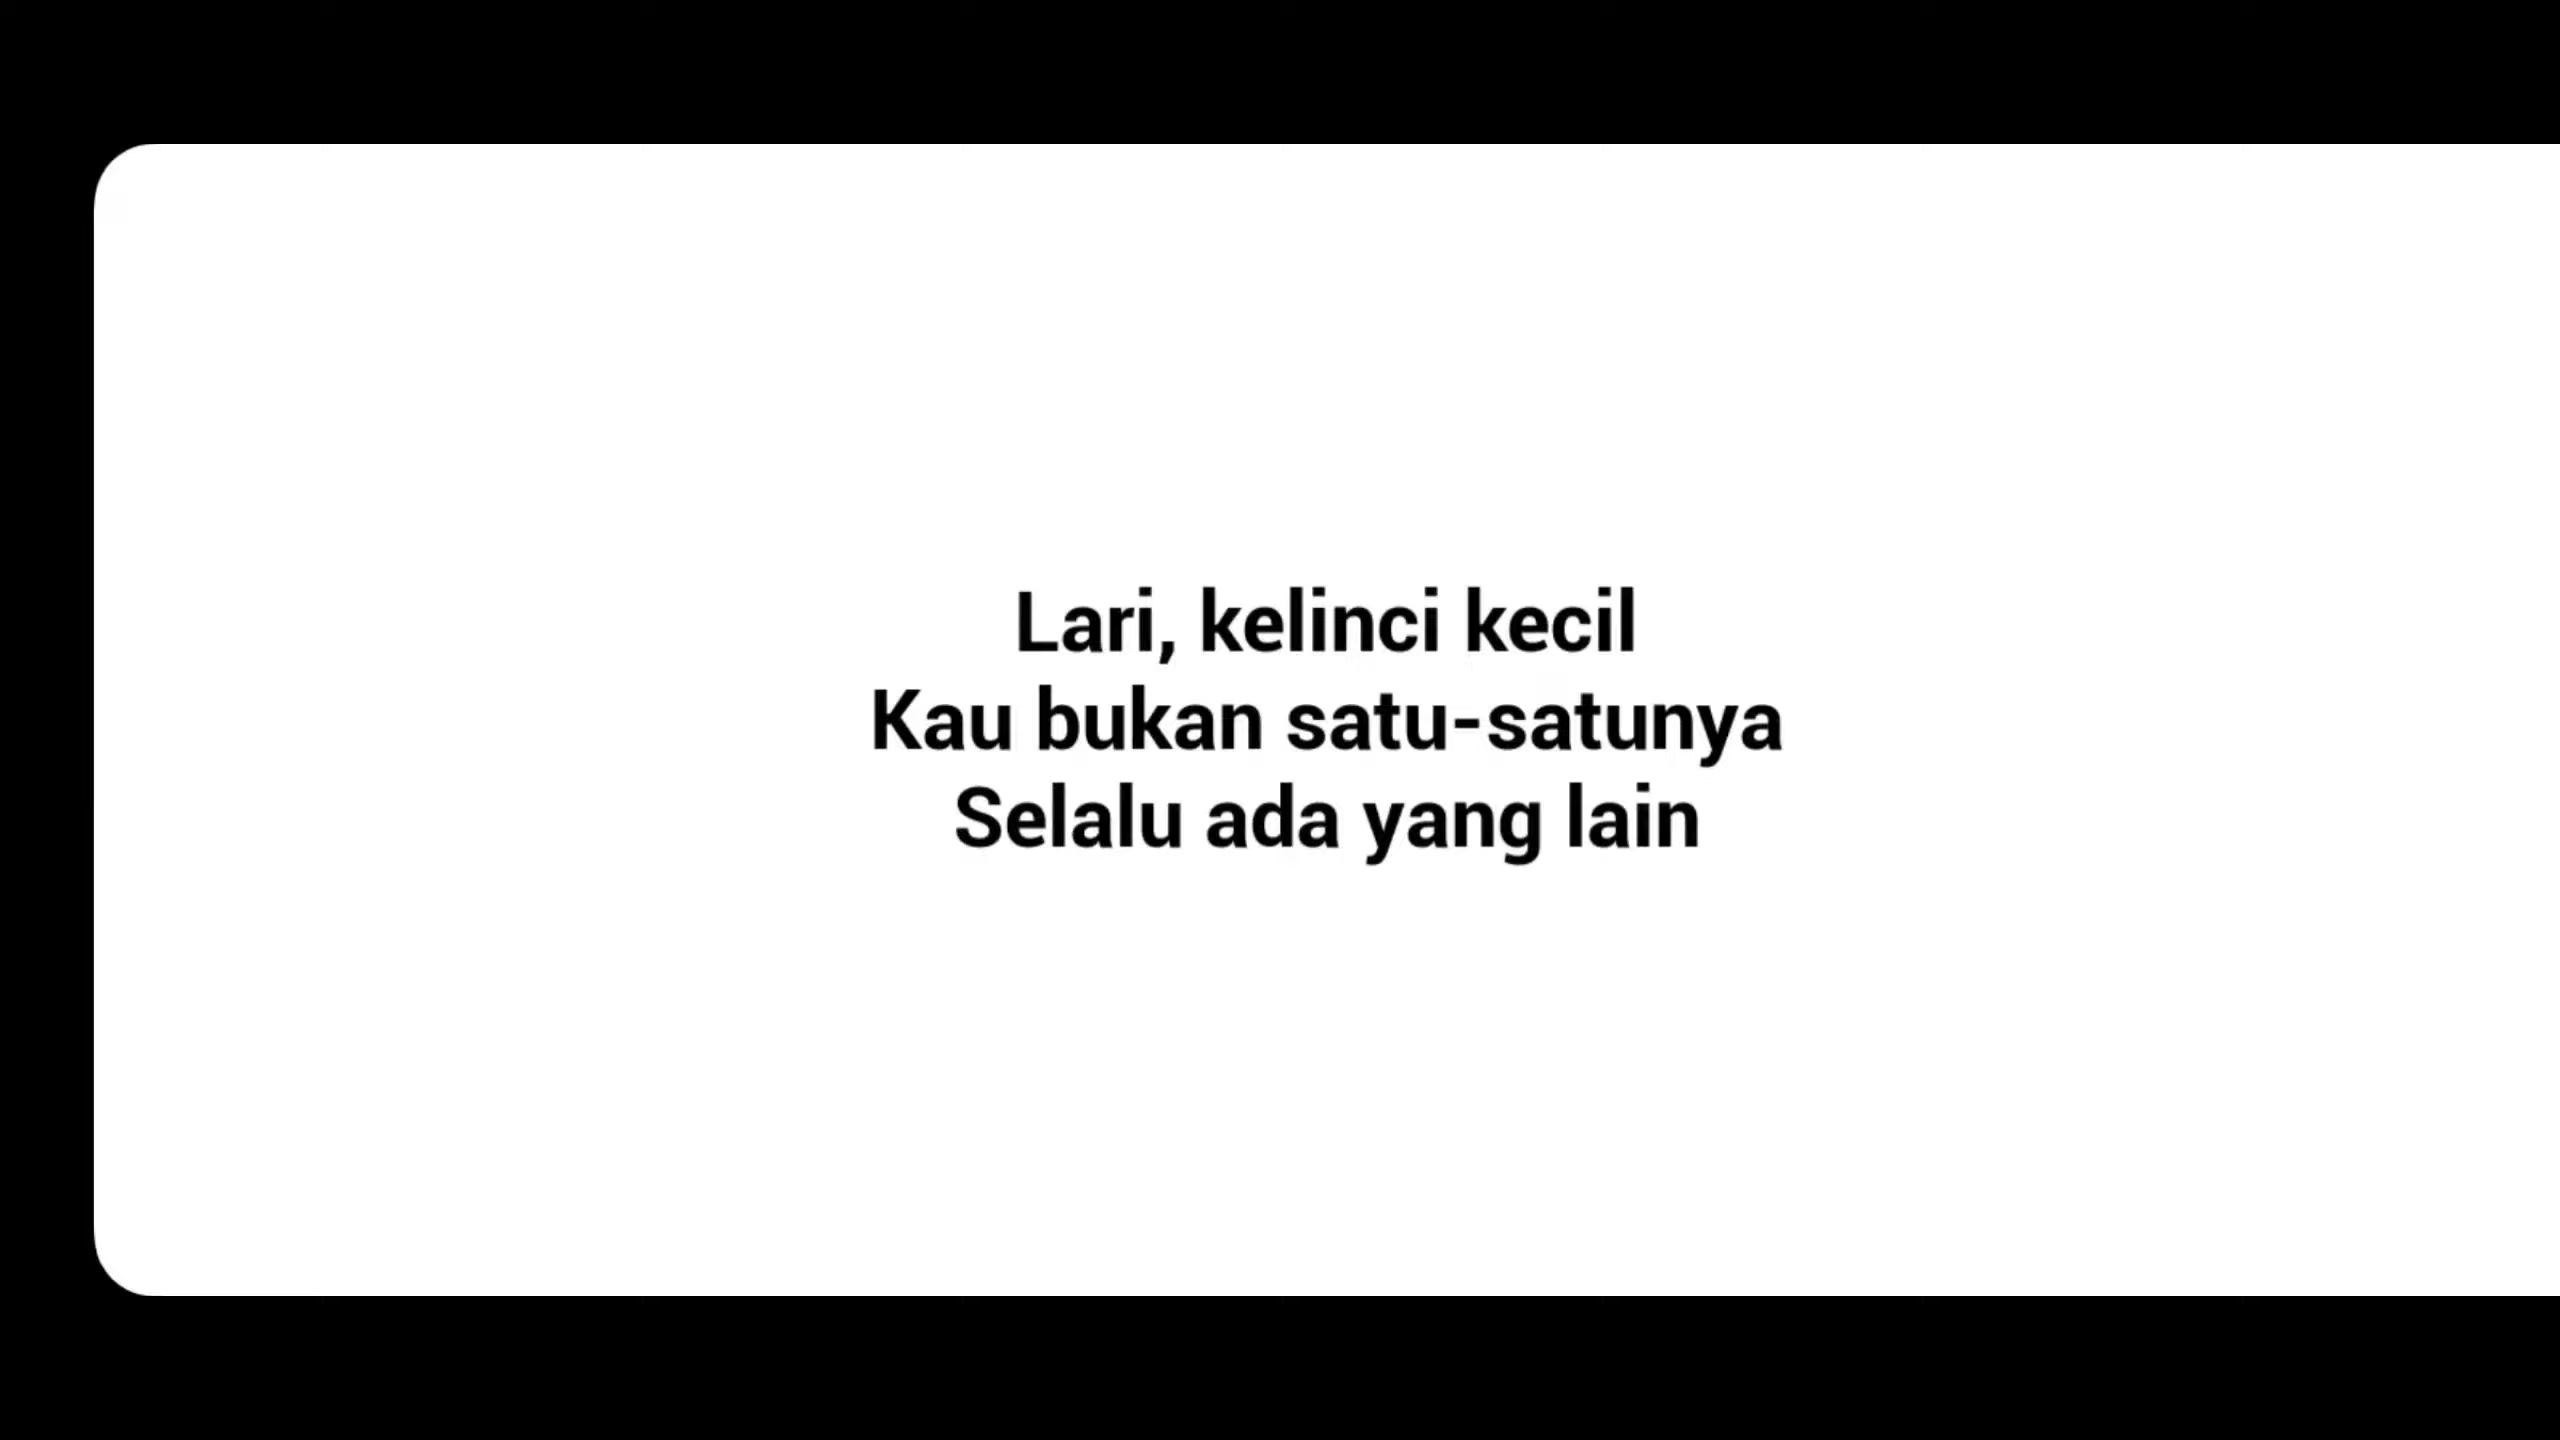 Lari, kelinci kecil
Kau bukan satu-satunya
Selalu ada yang lain